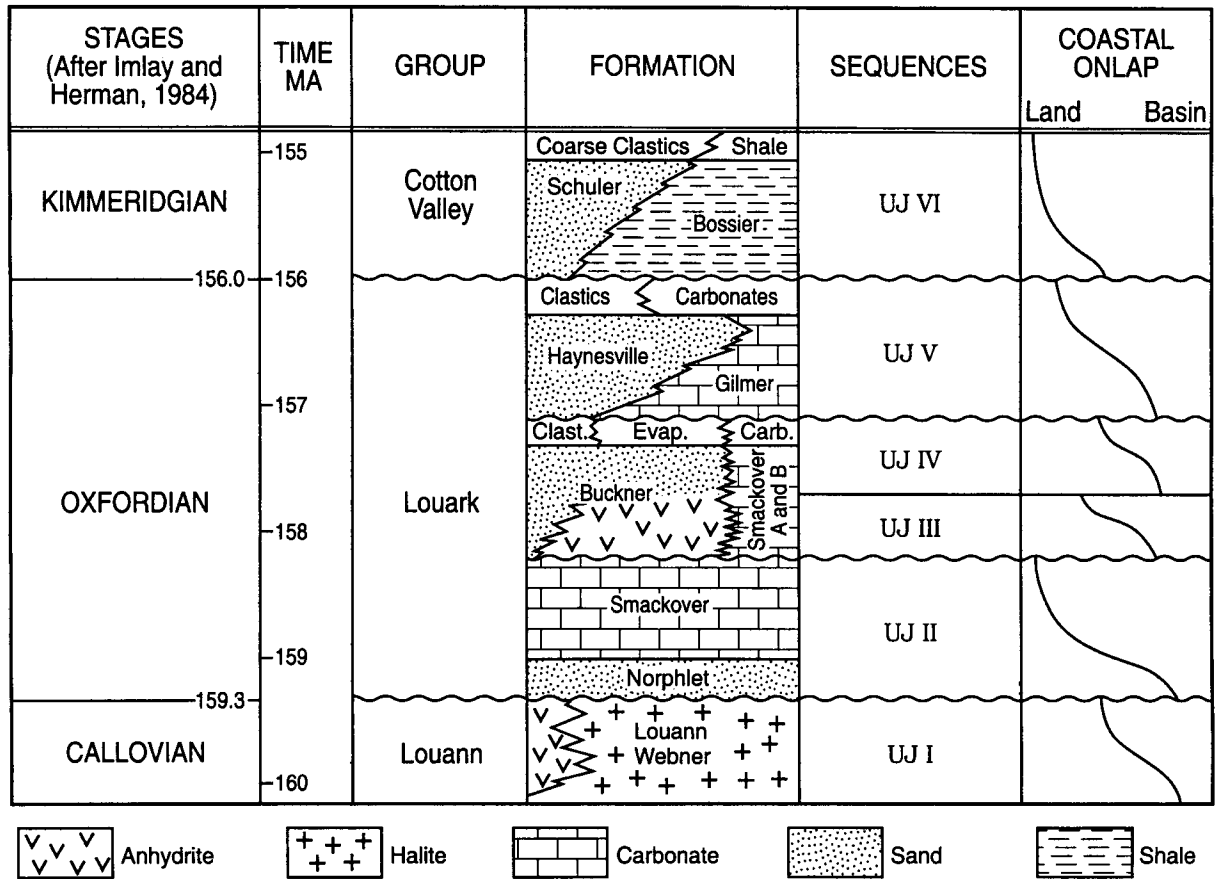 STAGES
(After Imlay and
Herman, 1984)
TIME
MA
GROUP
FORMATION
SEQUENCES
COASTAL
ONLAP
Land
Basin
155
156
157
158
159
160
KIMMERIDGIAN
156.0
OXFORDIAN
159.3
CALLOVIAN
Cotton
Valley
Louark
Louann
Coarse Clastics
Shale
Schuler
Bossier
Clastics
Carbonates
Haynesville
Gilmer
Clast.
Evap.
Carb.
Buckner
Smackover
A and B
Smackover
Norphlet
Louann
Webner
UJ VI
UJ V
UJ IV
UJ III
UJ II
UJ I
Anhydrite
Halite
Carbonate
Sand
Shale